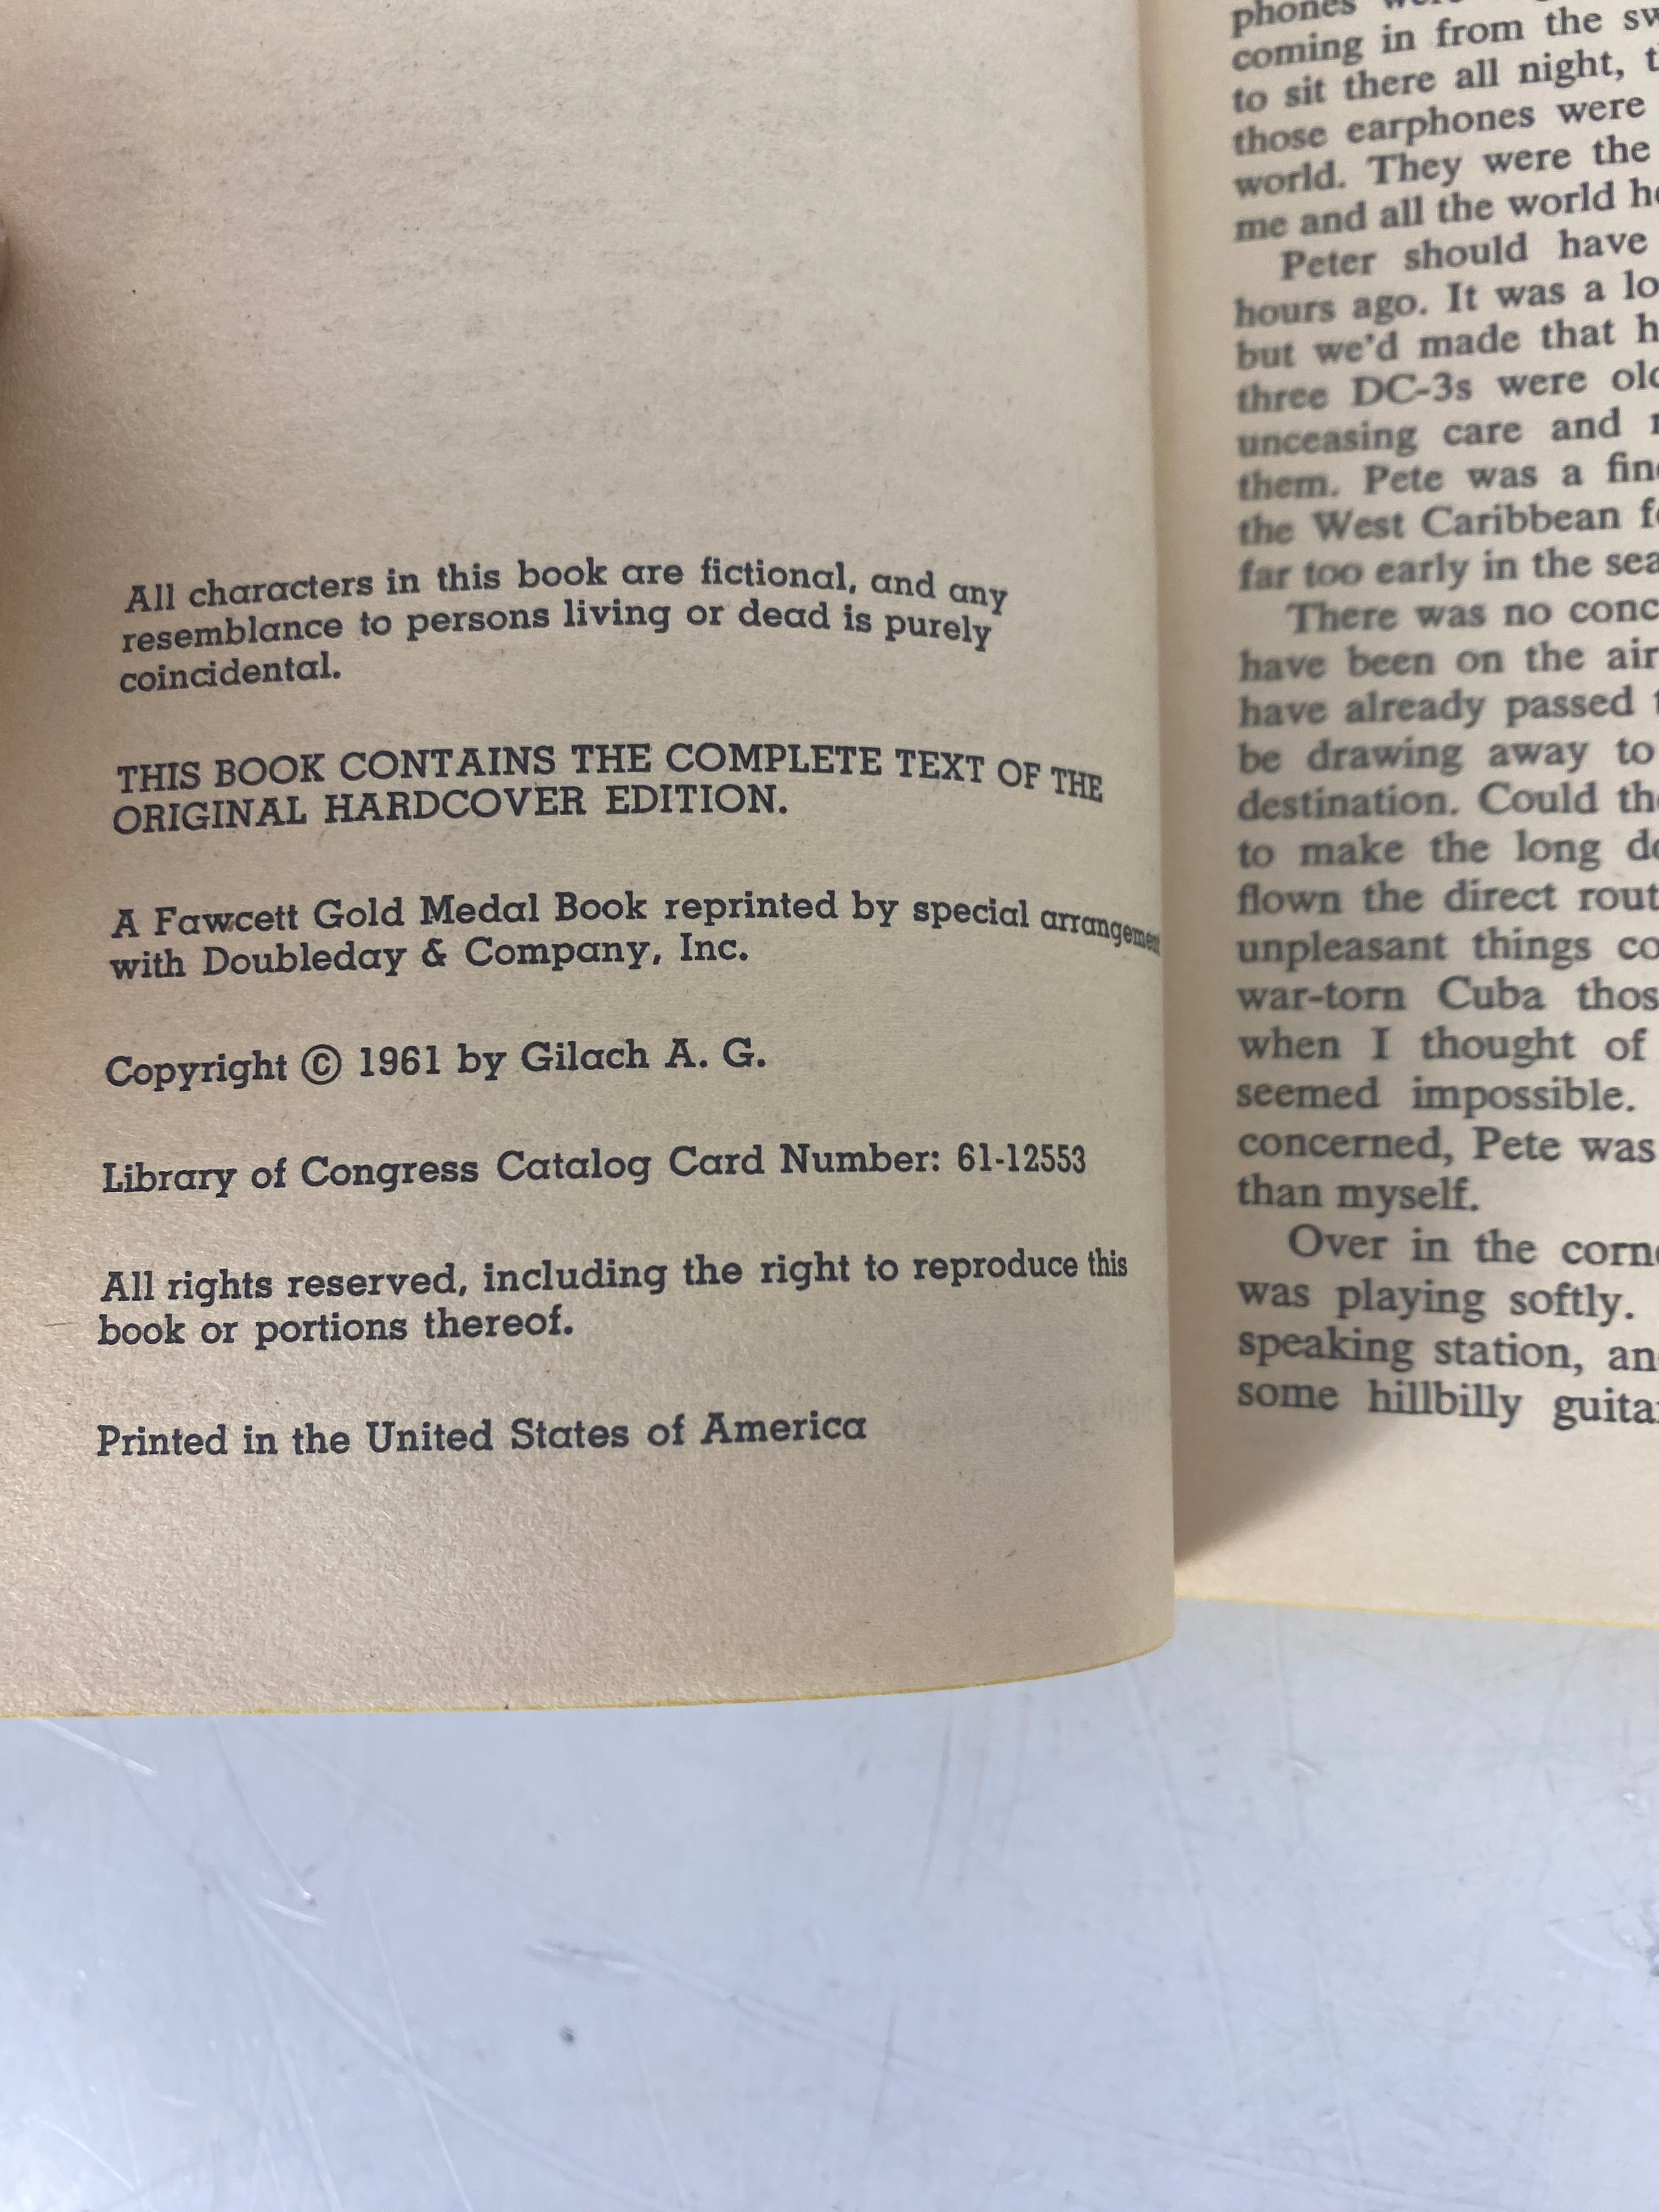 All characters in this book are fictional, and any
resemblance to persons living or dead is purely
coincidental.
THIS BOOK CONTAINS THE COMPLETE TEXT OF THE
ORIGINAL HARDCOVER EDITION.
A Fawcett Gold Medal Book reprinted by special arrangement
with Doubleday & Company, Inc.
Copyright © 1961 by Gilach A. G.
Library of Congress Catalog Card Number: 61-12553
All rights reserved, including the right to reproduce this
book or portions thereof.
Printed in the United States of America
phones
coming in from the
to sit there all night,
those earphones were
world. They were the
me and all the world
Peter should have
hours ago. It was a
but we'd made that
three DC-3s were
unceasing care and
them. Pete was a
the West Caribbean
far too early in the
There was no
have been on the air
have already passed
be drawing away to
destination. Could
to make the long
flown the direct
unpleasant things
war-torn Cuba
when I thought of
seemed impossible.
concerned, Pete was
than myself.
Over in the
was playing softly.
speaking station,
some hillbilly